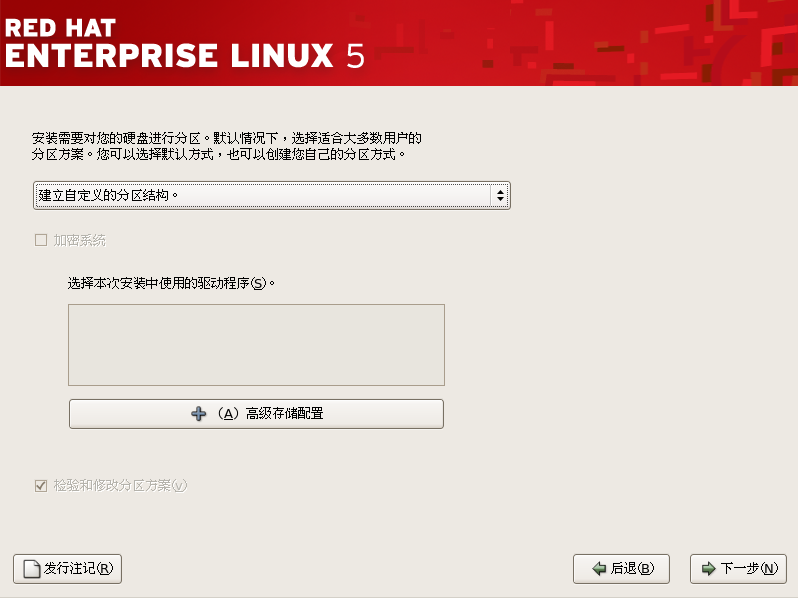 RED HAT
ENTERPRISE LINUX 5
安装需要对您的硬盘进行分区。默认情况下，选择适合大多数用户的
分区方案。您可以选择默认方式，也可以创建您自己的分区方式。
建立自定义的分区结构。
加密系统
选择本次安装中使用的驱动程序(S)。
（A）高级存储配置
检验和修改分区方案(v)
发行注记(R)
后退(B)
下一步(N)